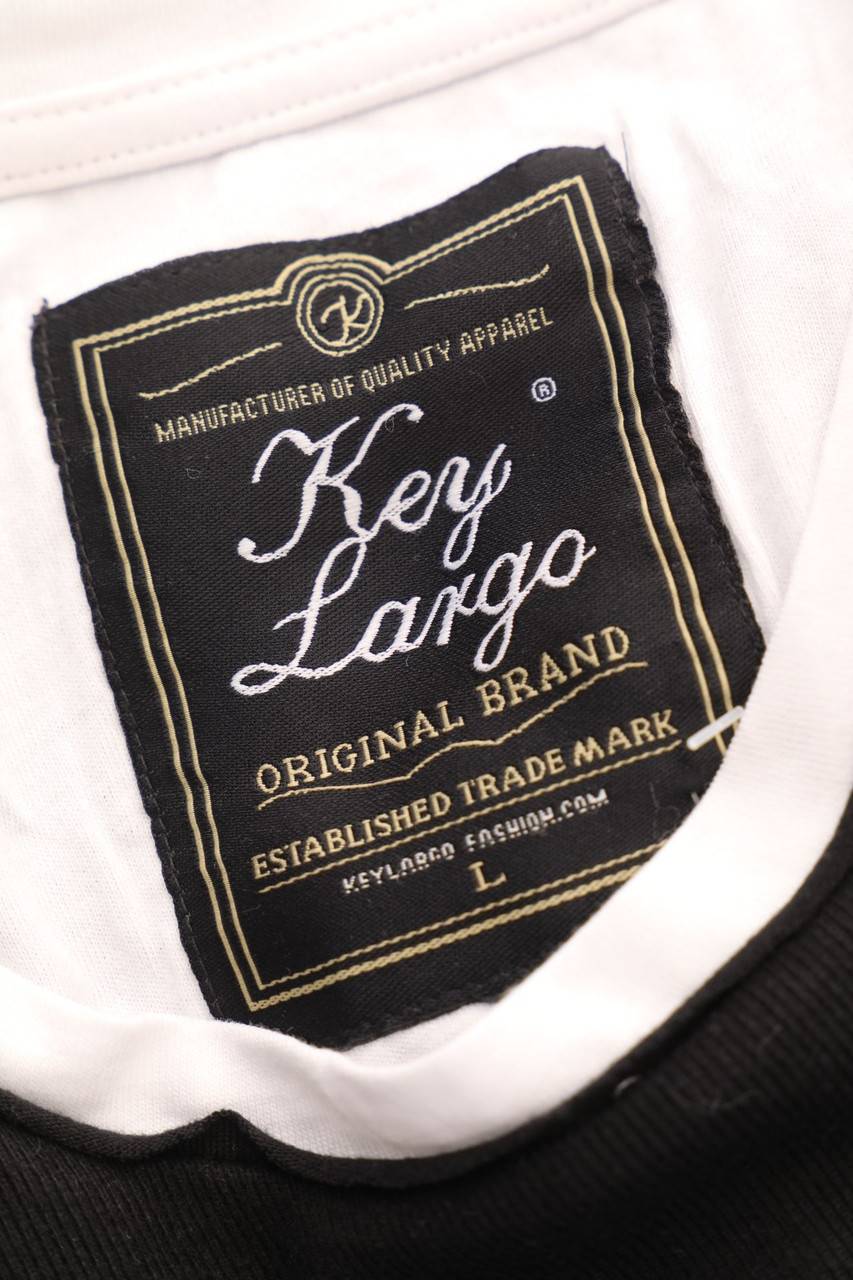 K
MANUFACTURER OF QUALITY APPAREL
®
Key
Largo
ORIGINAL BRAND
ESTABLISHED TRADE MARK
KEYLARGO-FASHION.COM
L